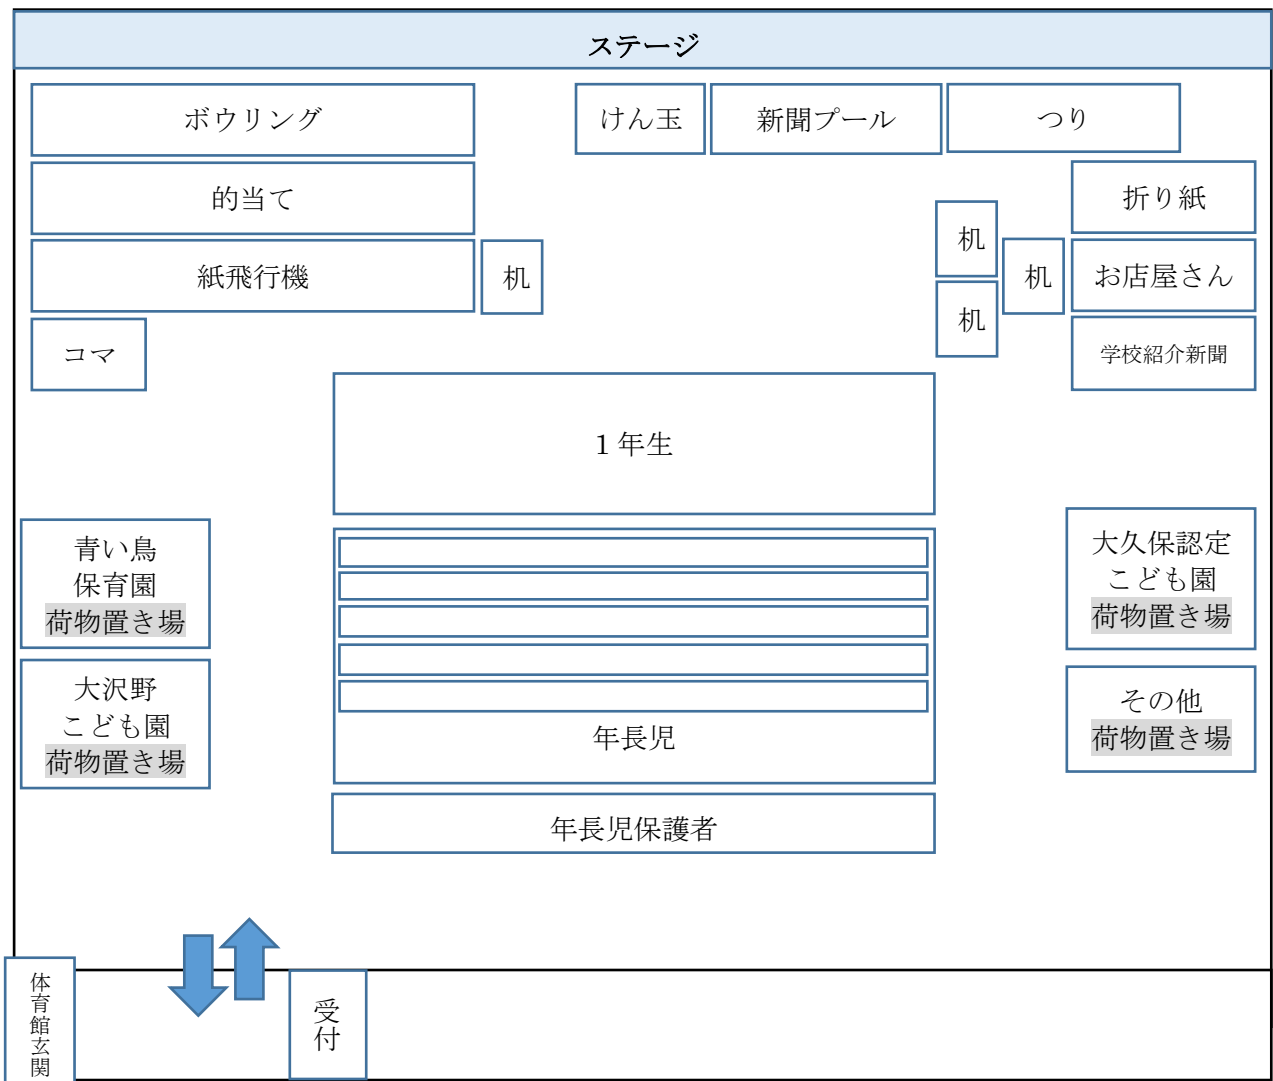 ステージ
ボウリング
けん玉
新聞プール
つり
的当て
折り紙
机
紙飛行機
机
机
お店屋さん
机
コマ
学校紹介新聞
１年生
青い鳥
保育園
荷物置き場
大久保認定
こども園
荷物置き場
大沢野
こども園
荷物置き場
その他
荷物置き場
年長児
年長児保護者
体育館玄関
受付